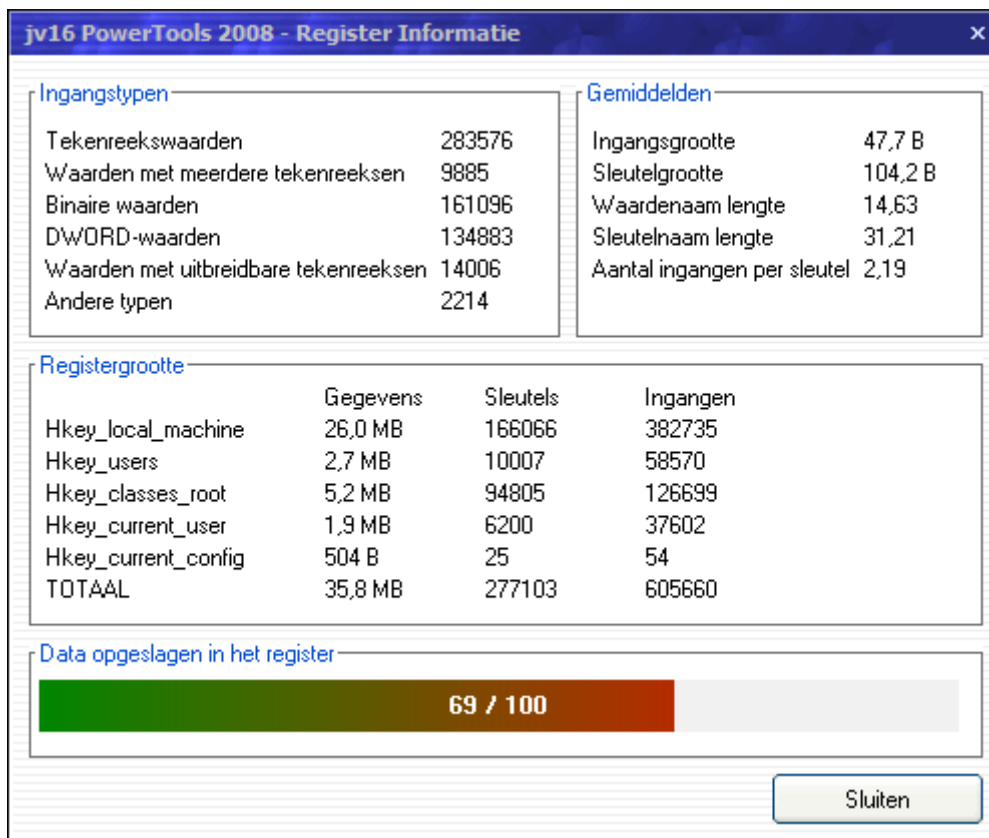 jv16 PowerTools 2008 - Register Informatie
Ingangstypen
Tekenreekswaarden 283576
Waarden met meerdere tekenreeksen 9885
Binaire waarden 161096
DWORD-waarden 134883
Waarden met uitbreidbare tekenreeksen 14006
Andere typen 2214
Gemiddelden
Ingangsgrootte 47,7 B
Sleutelgrootte 104,2 B
Waardenaam lengte 14,63
Sleutelnaam lengte 31,21
Aantal ingangen per sleutel 2,19
Registergrootte
Gegevens Sleutels Ingangen
Hkey_local_machine 26,0 MB 166066 382735
Hkey_users 2,7 MB 10007 58570
Hkey_classes_root 5,2 MB 94805 126699
Hkey_current_user 1,9 MB 6200 37602
Hkey_current_config 504 B 25 54
TOTAAL 35,8 MB 277103 605660
Data opgeslagen in het register
69 / 100
Sluiten